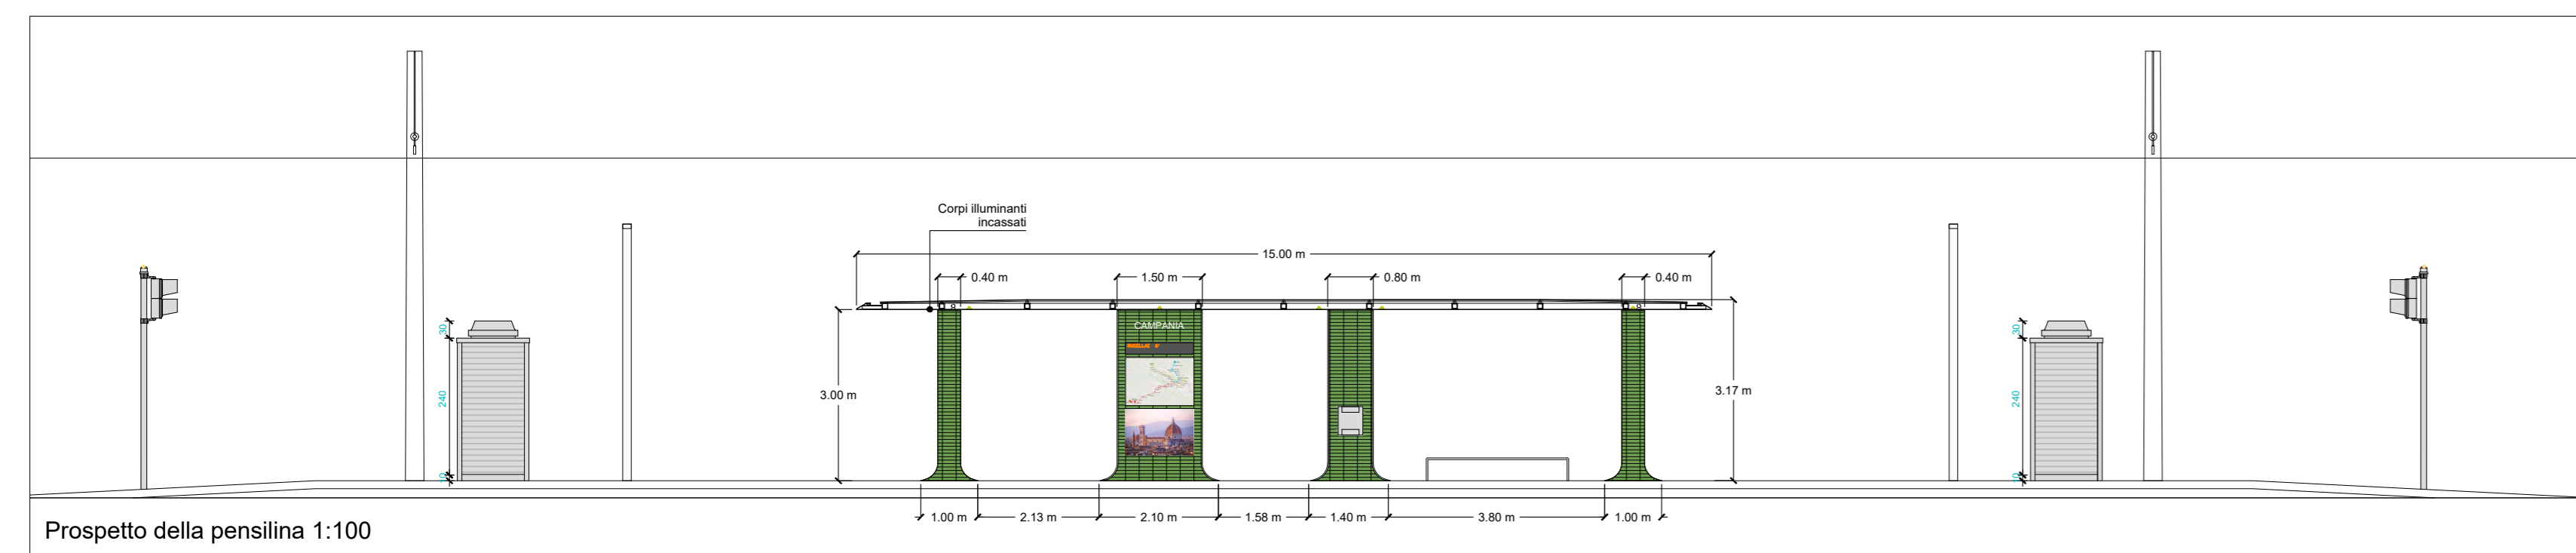 Corpi illuminanti
incassati
15.00 m
0.40 m
1.50 m
0.80 m
0.40 m
CAMPANIA
30
240
10
3.00 m
3.17 m
30
240
10
1.00 m
2.13 m
2.10 m
1.58 m
1.40 m
3.80 m
1.00 m
Prospetto della pensilina 1:100